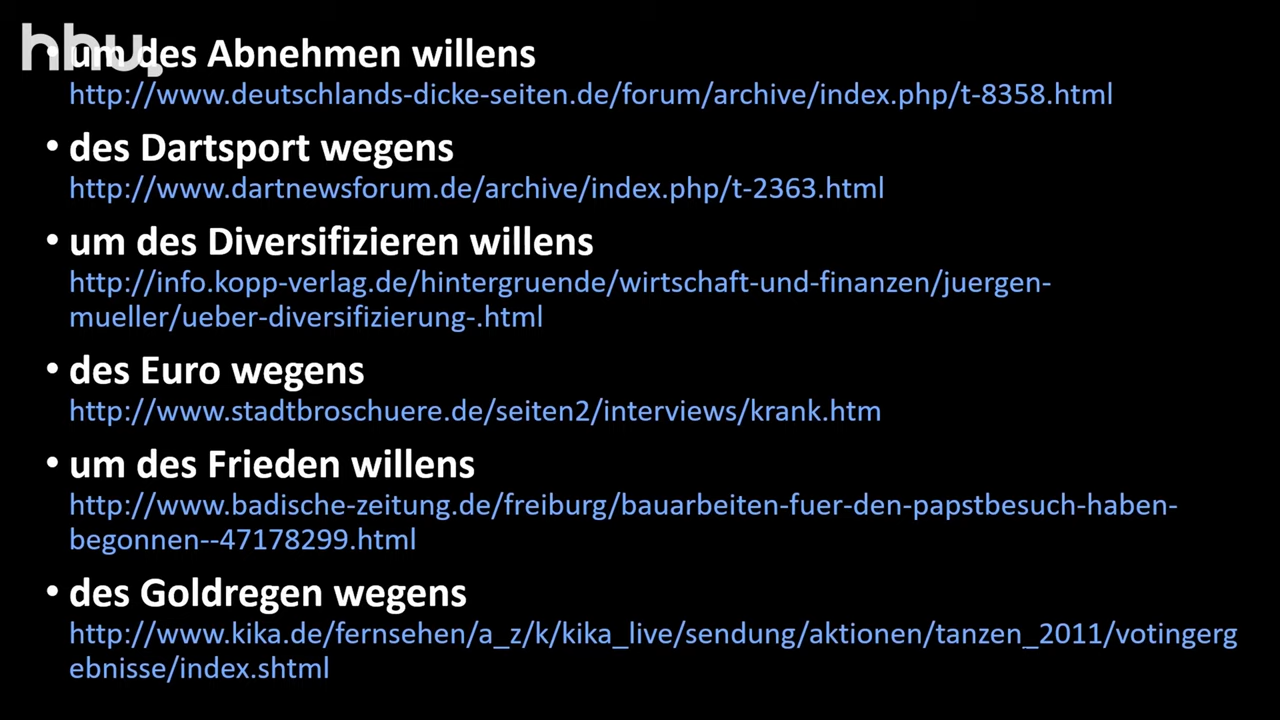 hhu.
• um des Abnehmen willens
http://www.deutschlands-dicke-seiten.de/forum/archive/index.php/t-8358.html
• des Dartsport wegens
http://www.dartnewsforum.de/archive/index.php/t-2363.html
• um des Diversifizieren willens
http://info.kopp-verlag.de/hintergruende/wirtschaft-und-finanzen/juergen-
mueller/ueber-diversifizierung-.html
• des Euro wegens
http://www.stadtbroschuere.de/seiten2/interviews/krank.htm
• um des Frieden willens
http://www.badische-zeitung.de/freiburg/bauarbeiten-fuer-den-papstbesuch-haben-
begonnen--47178299.html
• des Goldregen wegens
http://www.kika.de/fernsehen/a_z/k/kika_live/sendung/aktionen/tanzen_2011/votingerg
ebnisse/index.shtml